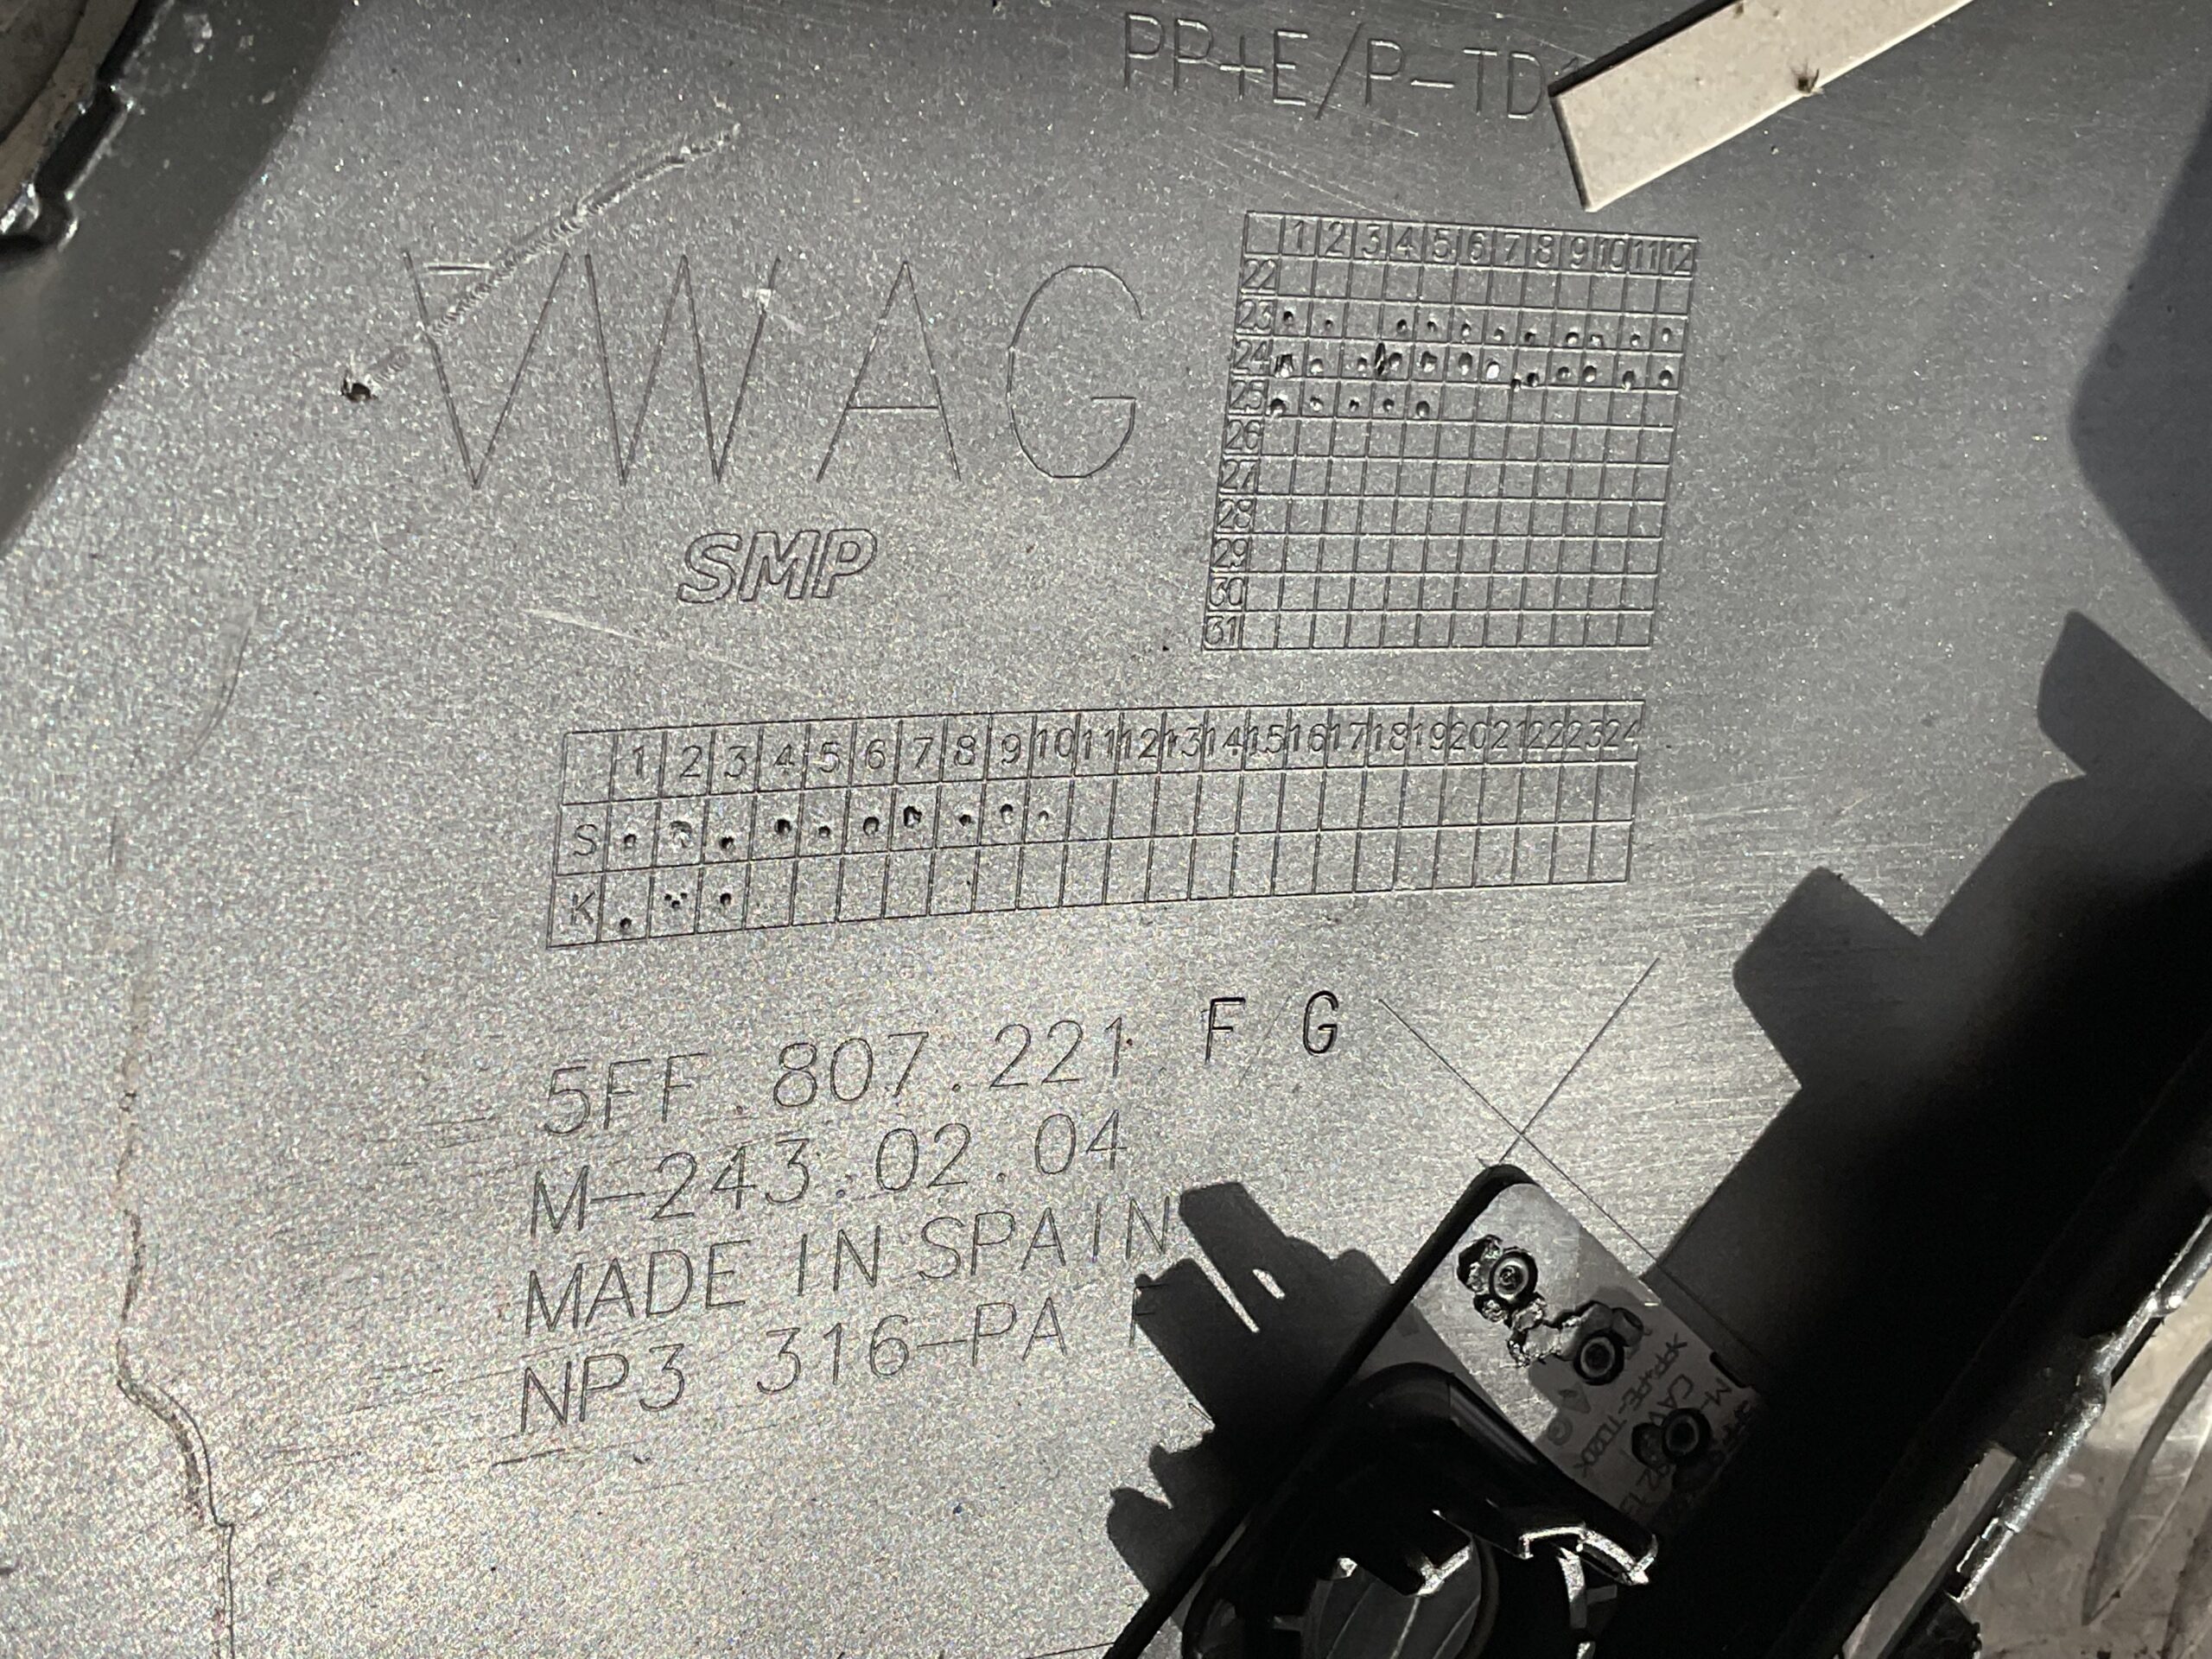 PP+E/P-TD
VWAG
SMP
1 2 3 4 5 6 7 8 9 10 11 12
22
23
24
25
26
27
28
29
30
31
1 2 3 4 5 6 7 8 9 10 11 12 13 14 15 16 17 18 19 20 21 22 23 24
S
K
5FF.807.221 F/G
M-243.02.04
MADE IN SPAIN
NP3 316-PA F